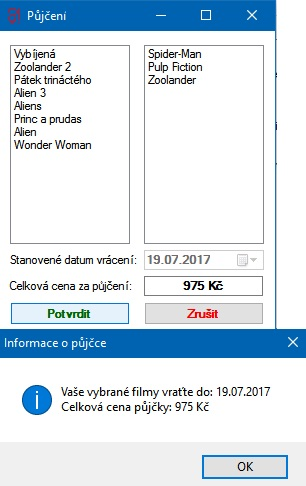 Půjčení
Vybíjená
Zoolander 2
Pátek trináctého
Alien 3
Aliens
Princ a prudas
Alien
Wonder Woman
Spider-Man
Pulp Fiction
Zoolander
Stanovené datum vrácení:
19.07.2017
Celková cena za půjčení:
975 Kč
Potvrdit
Zrušit
Informace o půjčce
Vaše vybrané filmy vraťte do: 19.07.2017
Celková cena půjčky: 975 Kč
OK